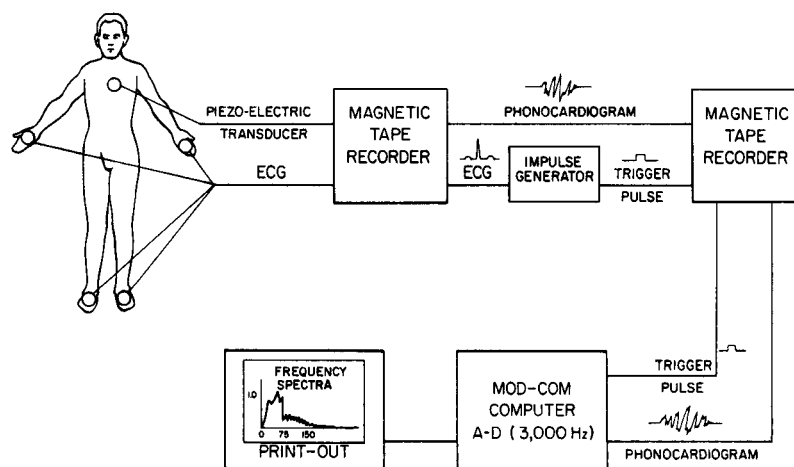 PIEZO-ELECTRIC
TRANSDUCER
ECG
MAGNETIC
TAPE
RECORDER
PHONOCARDIOGRAM
ECG
IMPULSE
GENERATOR
TRIGGER
PULSE
MAGNETIC
TAPE
RECORDER
FREQUENCY
SPECTRA
1.0
0 75 150
PRINT-OUT
MOD-COM
COMPUTER
A-D (3,000 Hz)
TRIGGER
PULSE
PHONOCARDIOGRAM